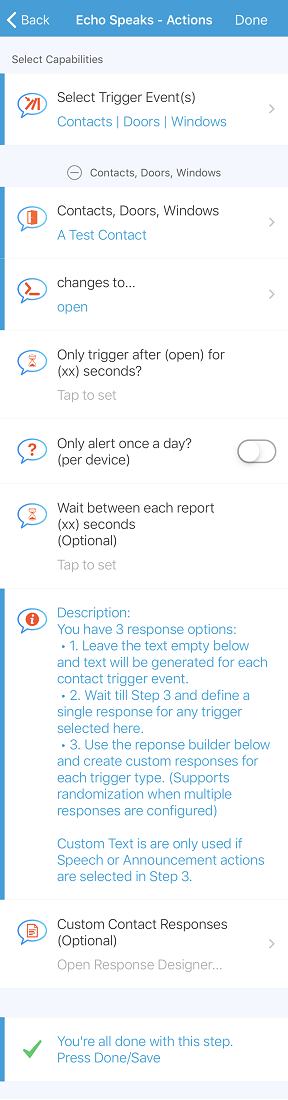 Back Echo Speaks - Actions Done
Select Capabilities
Select Trigger Event(s)
Contacts | Doors | Windows
Contacts, Doors, Windows
Contacts, Doors, Windows
A Test Contact
changes to...
open
Only trigger after (open) for
(xx) seconds?
Tap to set
Only alert once a day?
(per device)
Wait between each report
(xx) seconds
(Optional)
Tap to set
Description:
You have 3 response options:
• 1. Leave the text empty below
and text will be generated for each
contact trigger event.
• 2. Wait till Step 3 and define a
single response for any trigger
selected here.
• 3. Use the reponse builder below
and create custom responses for
each trigger type. (Supports
randomization when multiple
responses are configured)
Custom Text is are only used if
Speech or Announcement actions
are selected in Step 3.
Custom Contact Responses
(Optional)
Open Response Designer...
You're all done with this step.
Press Done/Save